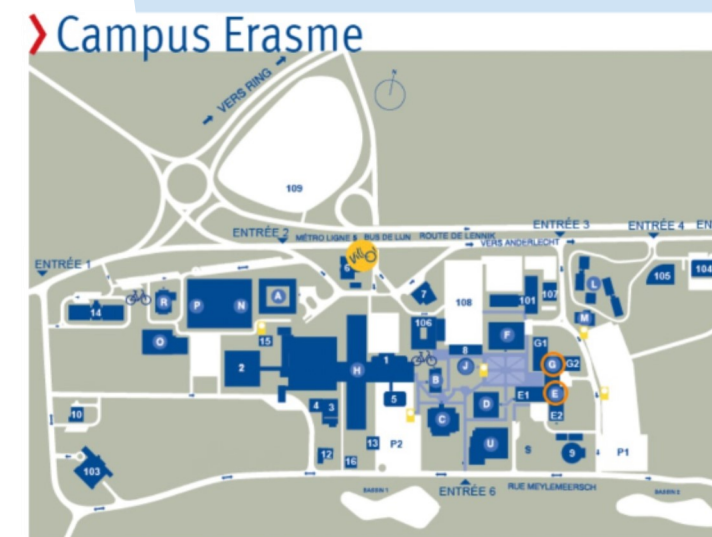 Campus Erasme
VERS RING
N
109
ENTRÉE 1
ENTRÉE 2
MÉTRO LIGNE 5
BUS DE LIJN
ROUTE DE LENNIK
VERS ANDERLECHT
ENTRÉE 3
ENTRÉE 4
EN
6
7
108
101
107
L
105
104
14
R
P
N
A
M
O
15
106
F
G1
G
G2
2
H
1
8
J
B
E1
E
E2
5
4
3
C
D
10
12
16
13
P2
U
S
9
P1
103
BASSIN 1
ENTRÉE 6
RUE MEYLEMEERSCH